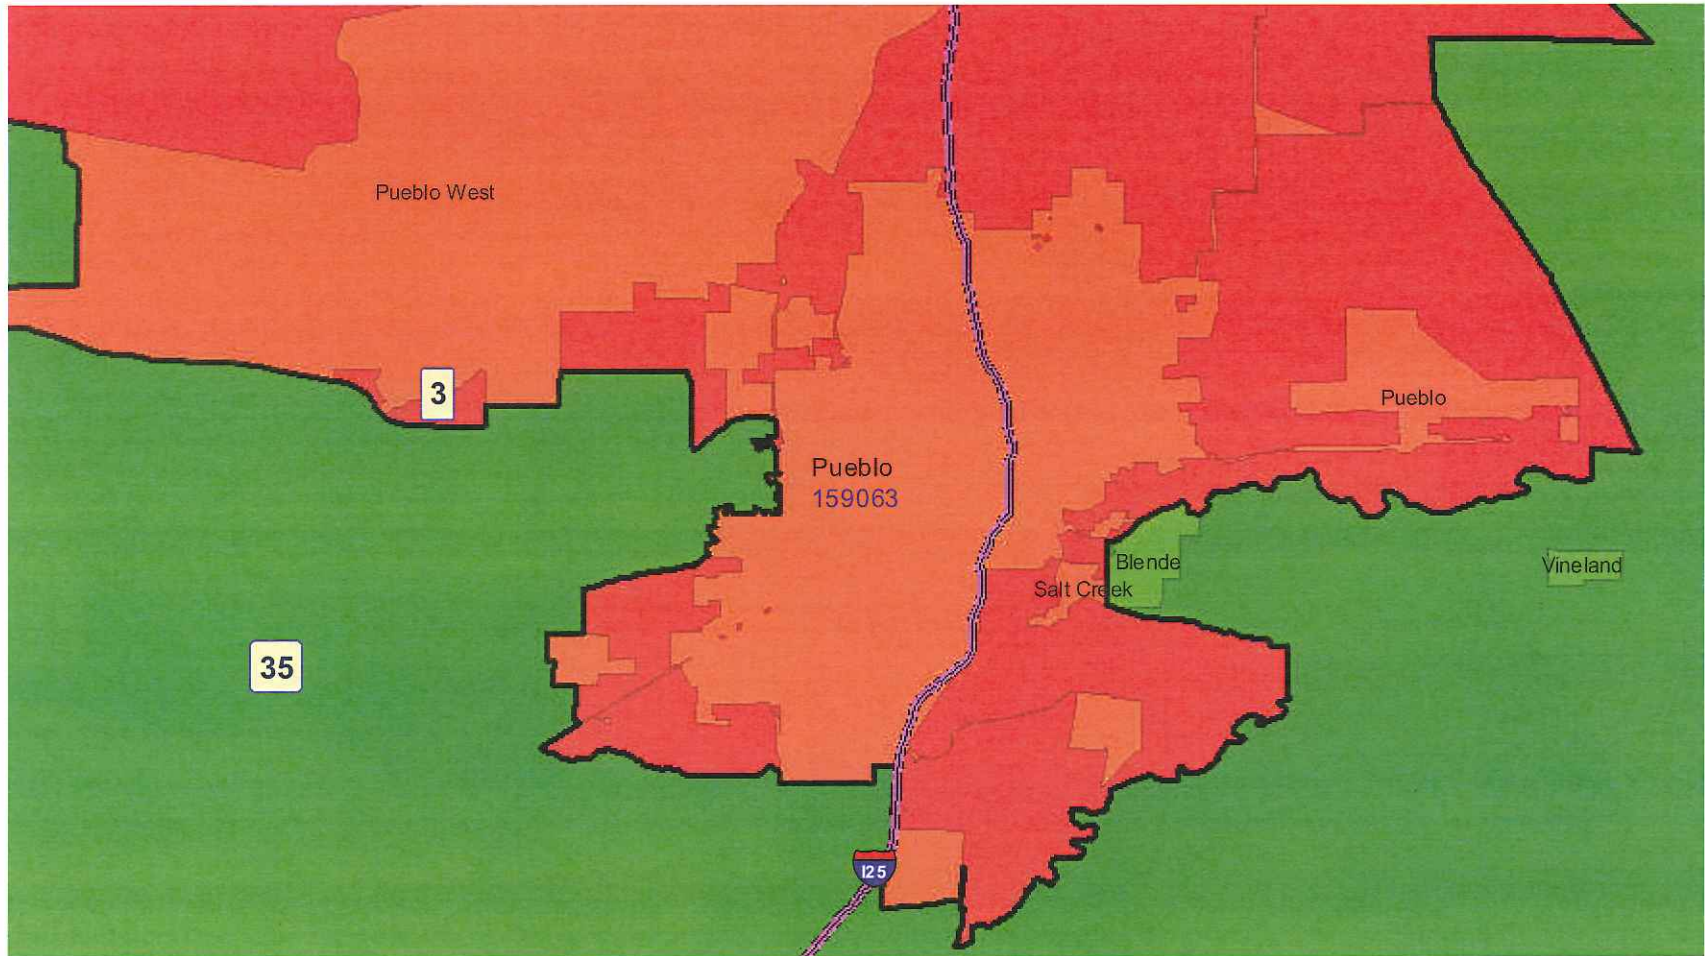 Pueblo West
3
Pueblo
Pueblo
159063
Blende
Vineland
Salt Creek
35
I25